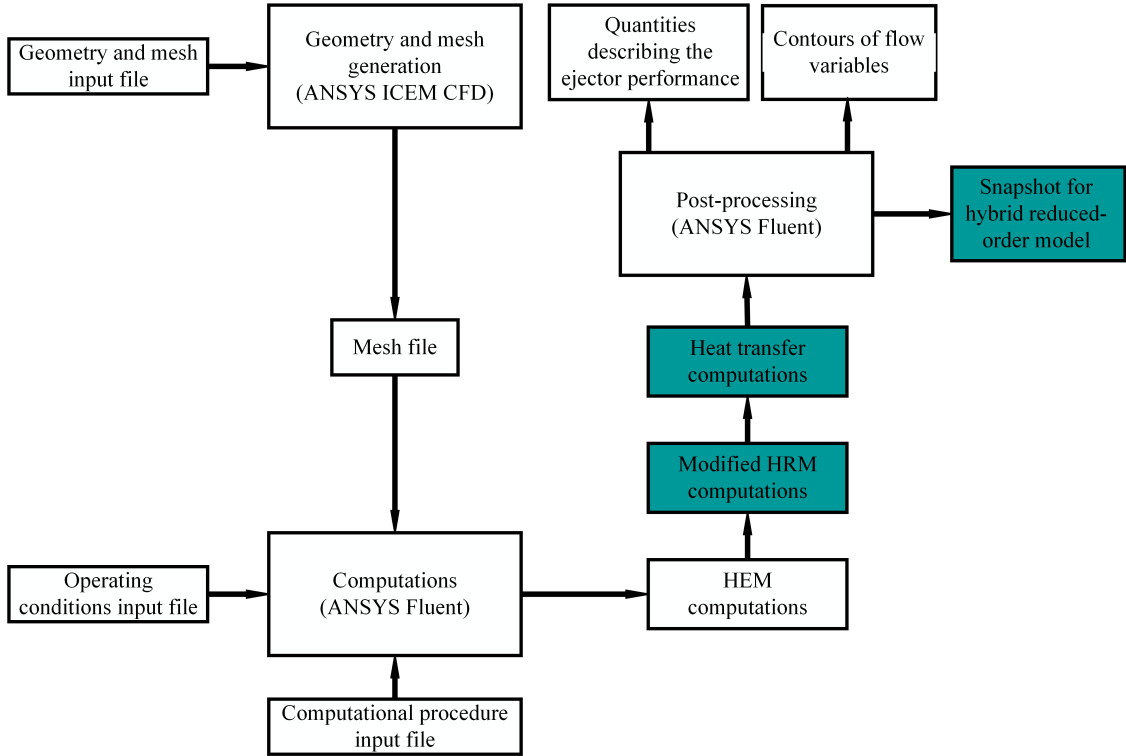 Geometry and mesh
input file
Geometry and mesh
generation
(ANSYS ICEM CFD)
Quantities
describing the
ejector performance
Contours of flow
variables
Post-processing
(ANSYS Fluent)
Snapshot for
hybrid reduced-
order model
Mesh file
Heat transfer
computations
Modified HRM
computations
Operating
conditions input file
Computations
(ANSYS Fluent)
HEM
computations
Computational procedure
input file